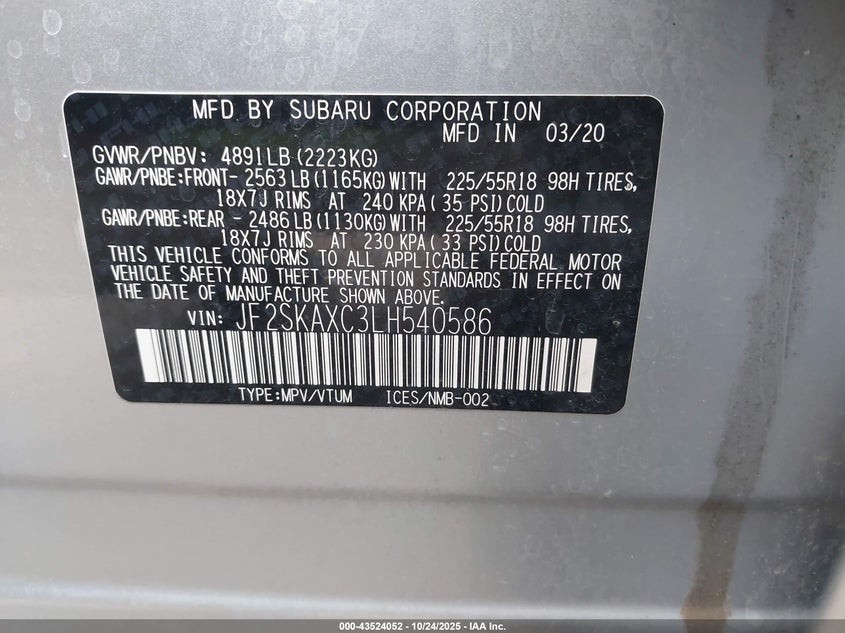 MFD BY SUBARU CORPORATION
MFD IN 03/20
GVWR/PNBV: 4891LB (2223KG)
GAWR/PNBE:FRONT- 2563 LB (1165KG) WITH 225/55R18 98H TIRES,
18X7J RIMS AT 240 KPA ( 35 PSI) COLD
GAWR/PNBE:REAR - 2486 LB (1130KG) WITH 225/55R18 98H TIRES,
18X7J RIMS AT 230 KPA ( 33 PSI) COLD
THIS VEHICLE CONFORMS TO ALL APPLICABLE FEDERAL MOTOR
VEHICLE SAFETY AND THEFT PREVENTION STANDARDS IN EFFECT ON
THE DATE OF MANUFACTURE SHOWN ABOVE.
VIN: JF2SKAXC3LH540586
TYPE:MPV/VTUM ICES/NMB-002
000-43524052 - 10/24/2025 - IAA Inc.